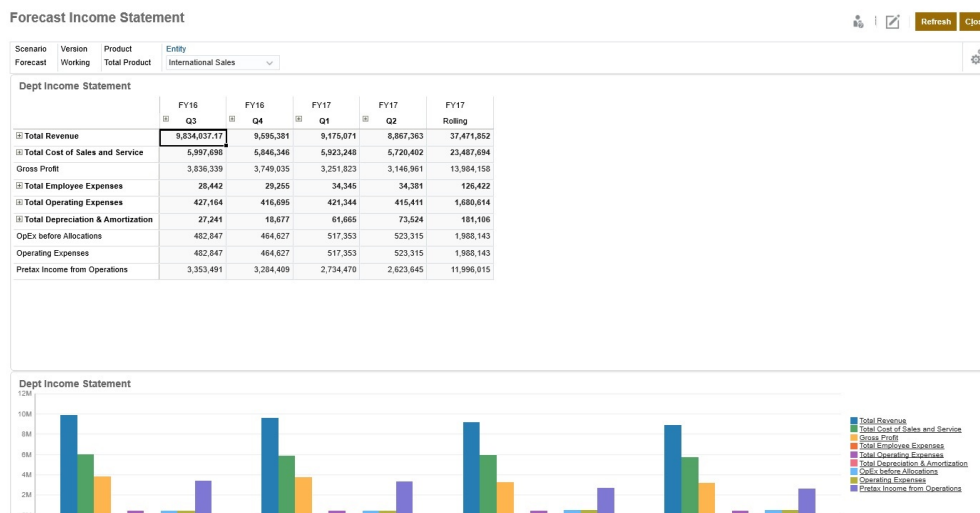 Forecast Income Statement
Refresh
Scenario Version Product Entity
Forecast Working Total Product International Sales
Dept Income Statement
FY16 FY16 FY17 FY17 FY17
Q3 Q4 Q1 Q2 Rolling
Total Revenue 9,834,037.17 9,595,381 9,175,071 8,867,363 37,471,852
Total Cost of Sales and Service 5,997,698 5,846,346 5,923,248 5,720,402 23,487,694
Gross Profit 3,836,339 3,749,035 3,251,823 3,146,961 13,984,158
Total Employee Expenses 28,442 29,255 34,345 34,381 126,422
Total Operating Expenses 427,164 416,695 421,344 415,411 1,680,614
Total Depreciation & Amortization 27,241 18,677 61,665 73,524 181,106
OpEx before Allocations 482,847 464,627 517,353 523,315 1,988,143
Operating Expenses 482,847 464,627 517,353 523,315 1,988,143
Pretax Income from Operations 3,353,491 3,284,409 2,734,470 2,623,645 11,996,015
Dept Income Statement
12M
10M
8M
6M
4M
2M
Total Revenue
Total Cost of Sales and Service
Gross Profit
Total Employee Expenses
Total Operating Expenses
Total Depreciation & Amortization
OpEx before Allocations
Operating Expenses
Pretax Income from Operations